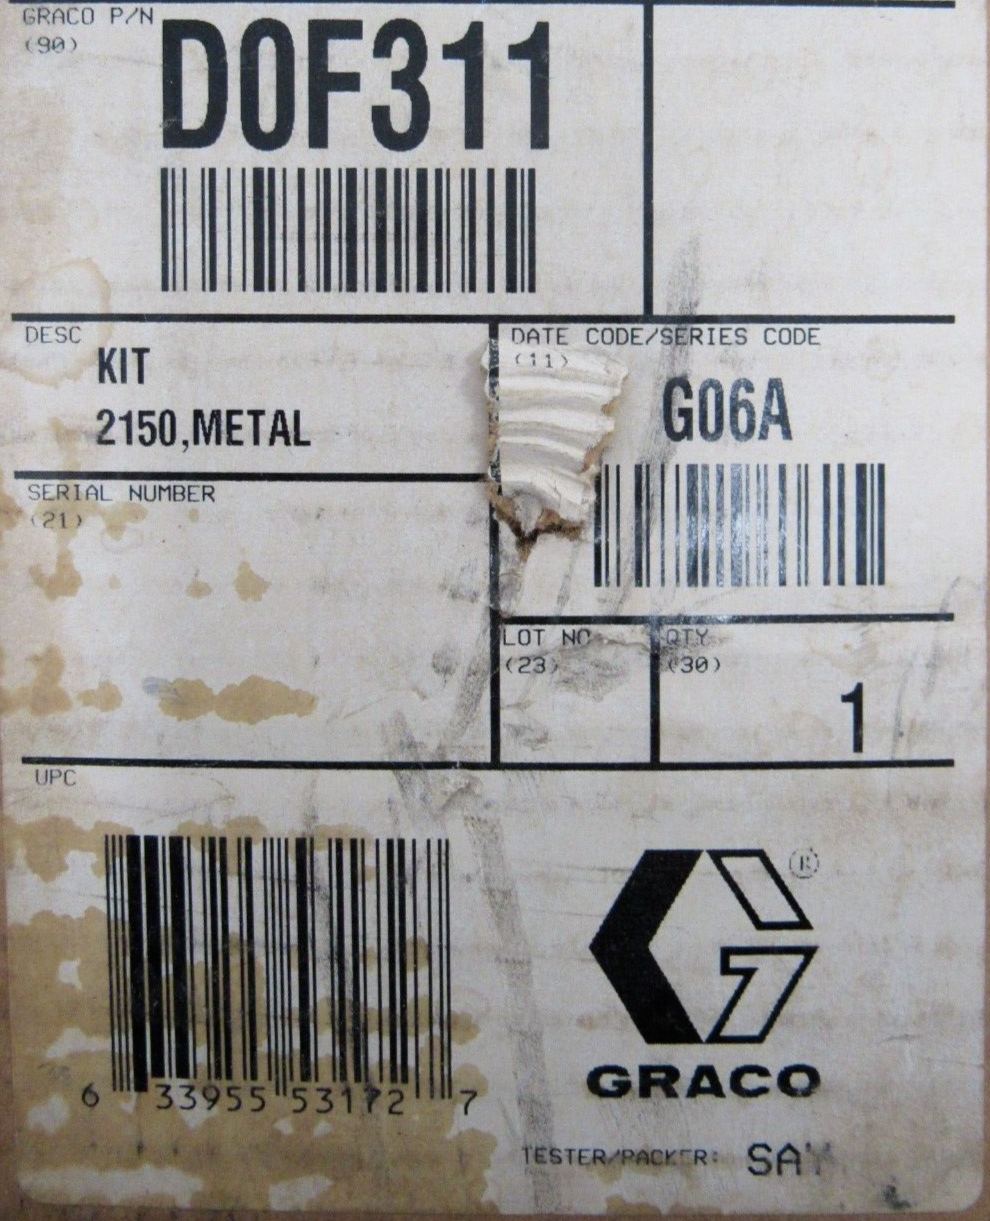 GRACO P/N
(90)
D0F311
DESC
KIT
2150,METAL
DATE CODE/SERIES CODE
(11)
G06A
SERIAL NUMBER
(21)
LOT NO
(23)
QTY
(30)
1
UPC
6 33955 53172 7
®
GRACO
TESTER/PACKER: SAY